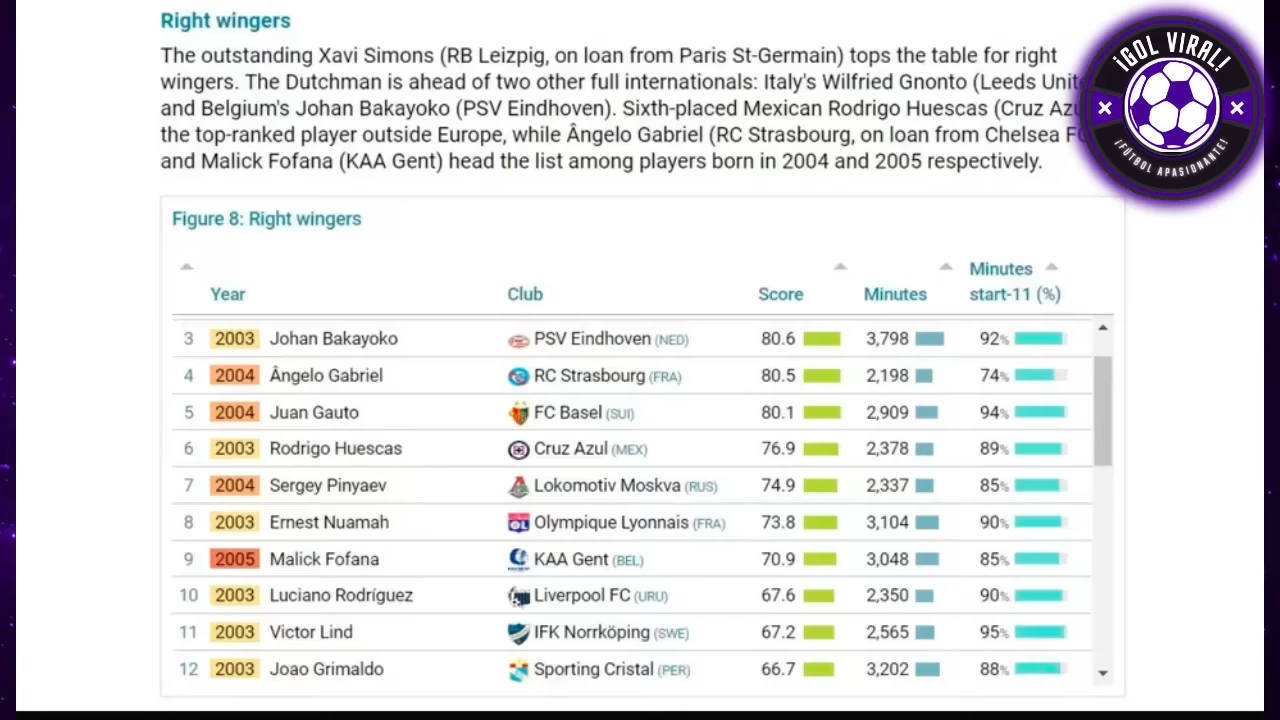 Right wingers
The outstanding Xavi Simons (RB Leizpig, on loan from Paris St-Germain) tops the table for right
wingers. The Dutchman is ahead of two other full internationals: Italy's Wilfried Gnonto (Leeds
and Belgium's Johan Bakayoko (PSV Eindhoven). Sixth-placed Mexican Rodrigo Huescas (Cruz
the top-ranked player outside Europe, while Ângelo Gabriel (RC Strasbourg, on loan from Chelsea
and Malick Fofana (KAA Gent) head the list among players born in 2004 and 2005 respectively.
¡GOL VIRAL!
¡FÚTBOL APASIONANTE!
Figure 8: Right wingers
Year Club Score Minutes Minutes start-11 (%)
3 2003 Johan Bakayoko PSV Eindhoven (NED) 80.6 3,798 92%
4 2004 Ângelo Gabriel RC Strasbourg (FRA) 80.5 2,198 74%
5 2004 Juan Gauto FC Basel (SUI) 80.1 2,909 94%
6 2003 Rodrigo Huescas Cruz Azul (MEX) 76.9 2,378 89%
7 2004 Sergey Pinyaev Lokomotiv Moskva (RUS) 74.9 2,337 85%
8 2003 Ernest Nuamah Olympique Lyonnais (FRA) 73.8 3,104 90%
9 2005 Malick Fofana KAA Gent (BEL) 70.9 3,048 85%
10 2003 Luciano Rodríguez Liverpool FC (URU) 67.6 2,350 90%
11 2003 Victor Lind IFK Norrköping (SWE) 67.2 2,565 95%
12 2003 Joao Grimaldo Sporting Cristal (PER) 66.7 3,202 88%